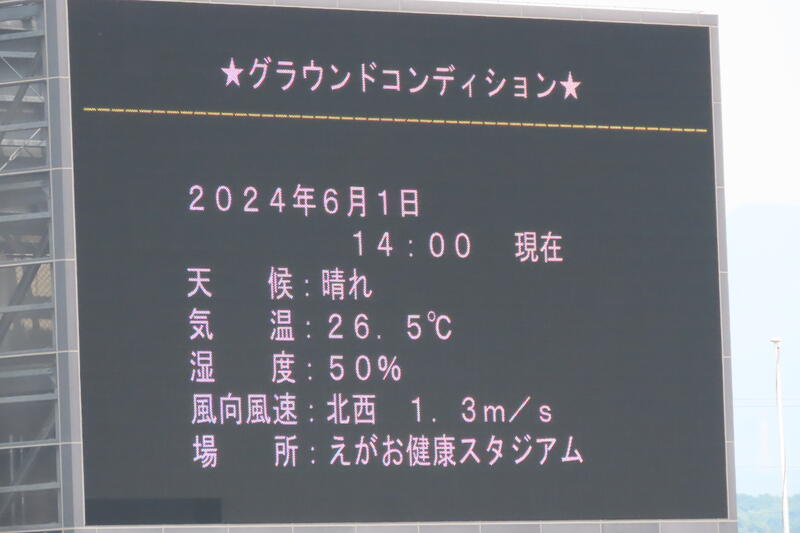 ★グラウンドコンディション★
2024年6月1日
14:00 現在
天 候:晴れ
気 温:26.5℃
湿 度:50%
風向風速:北西 1.3m/s
場 所:えがお健康スタジアム